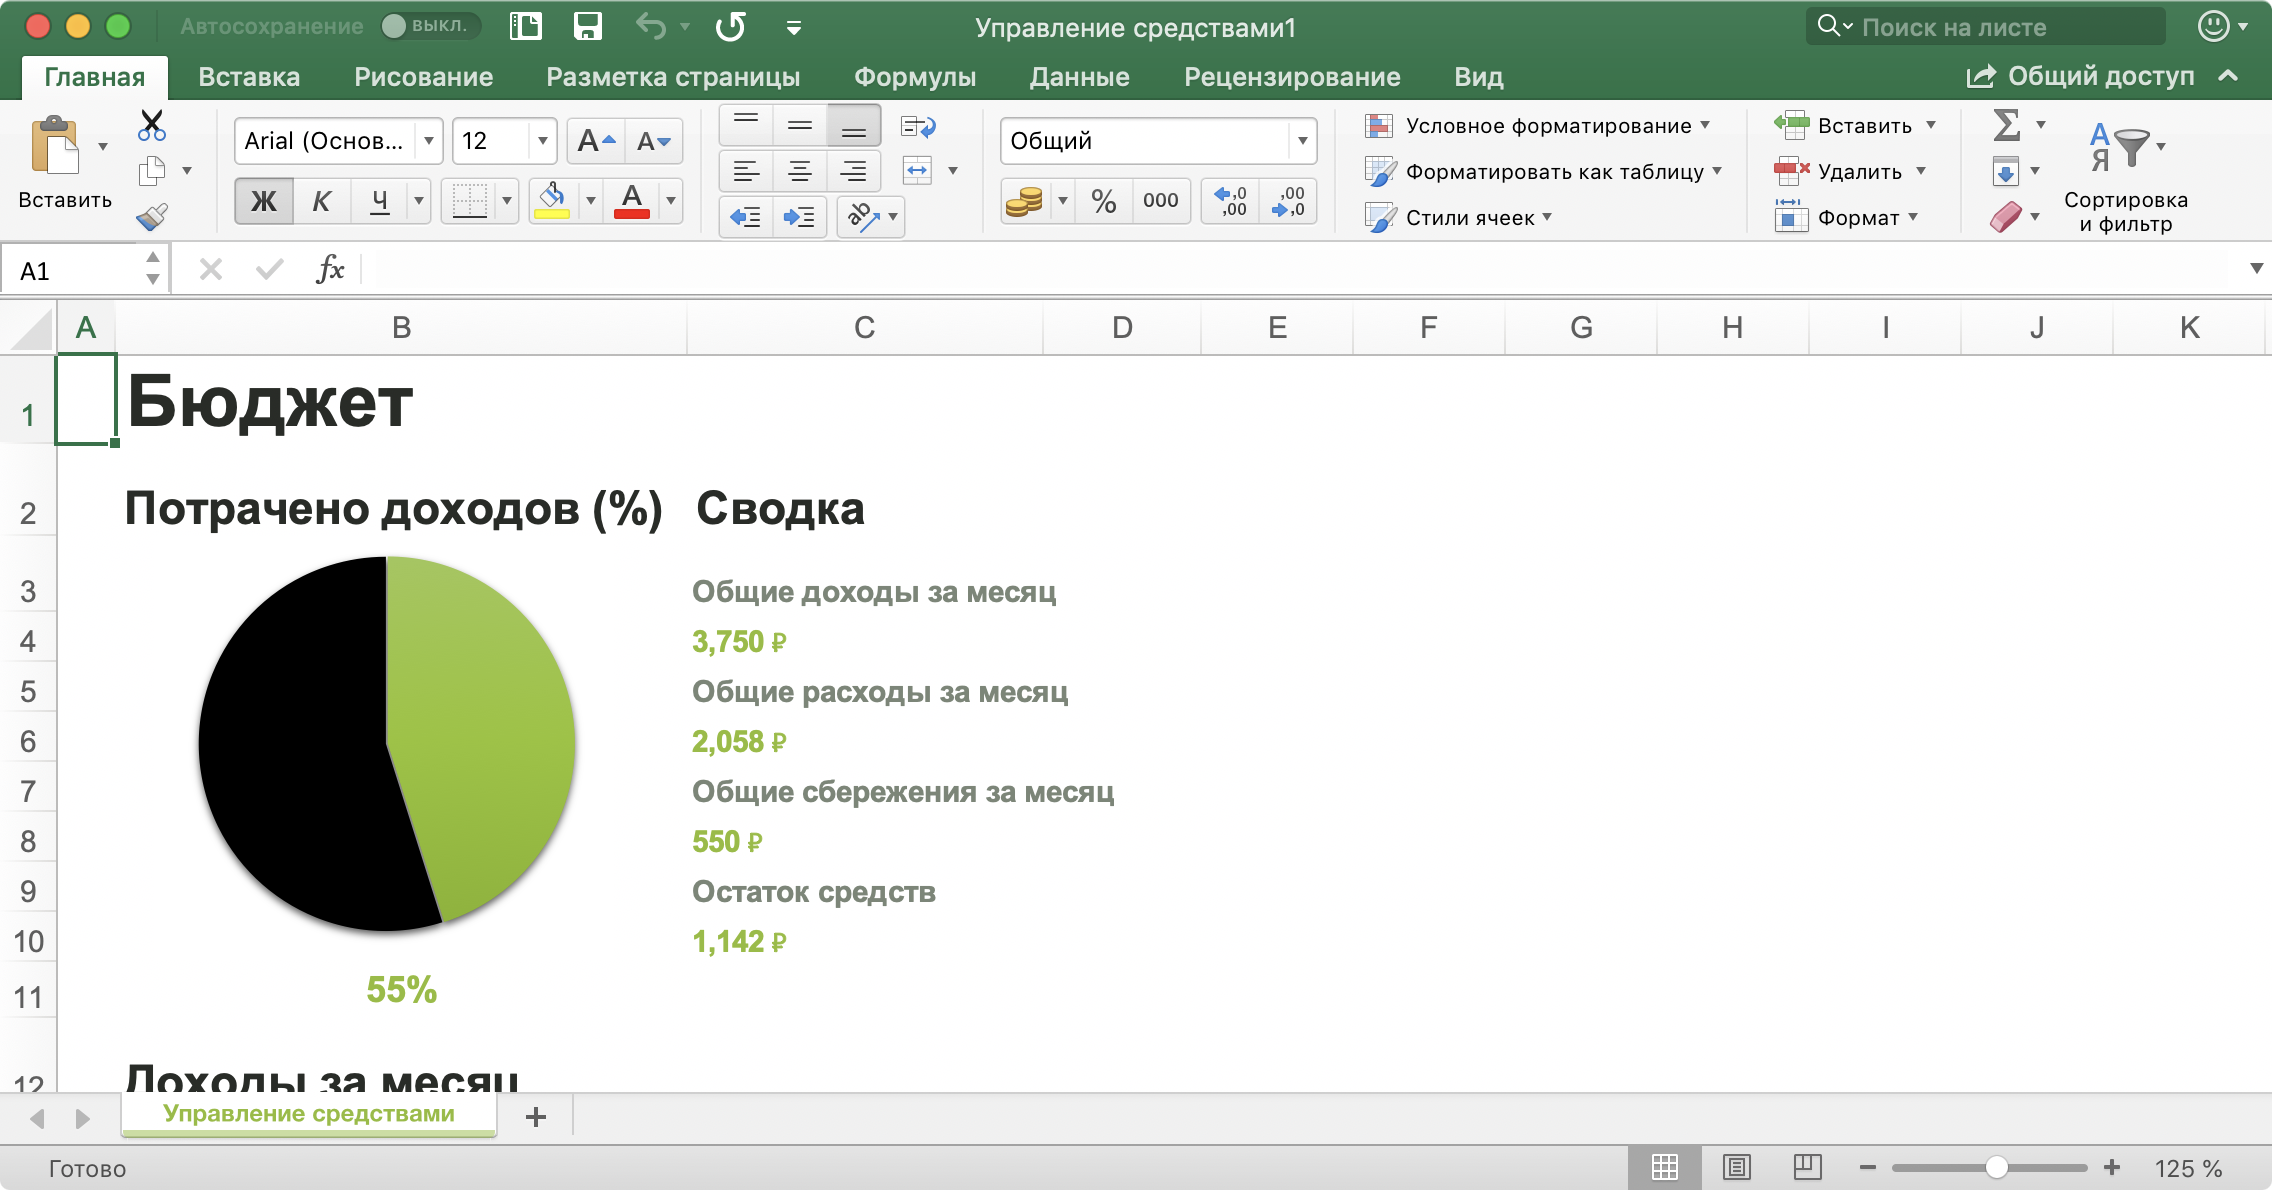 Автосохранение ВЫКЛ. Управление средствами1 Поиск на листе
Главная Вставка Рисование Разметка страницы Формулы Данные Рецензирование Вид Общий доступ
Вставить
Arial (Основ... 12
Ж К Ч А
Общий
% 000 ,0 ,00 ,00 ,0
Условное форматирование
Форматировать как таблицу
Стили ячеек
Вставить
Удалить
Формат
Σ
А Я
Сортировка
и фильтр
A1 fx
A B C D E F G H I J K
1 Бюджет
2 Потрачено доходов (%) Сводка
3 Общие доходы за месяц
4 3,750 ₽
5 Общие расходы за месяц
6 2,058 ₽
7 Общие сбережения за месяц
8 550 ₽
9 Остаток средств
10 1,142 ₽
11 55%
12 Доходы за месяц
Управление средствами +
Готово 125 %